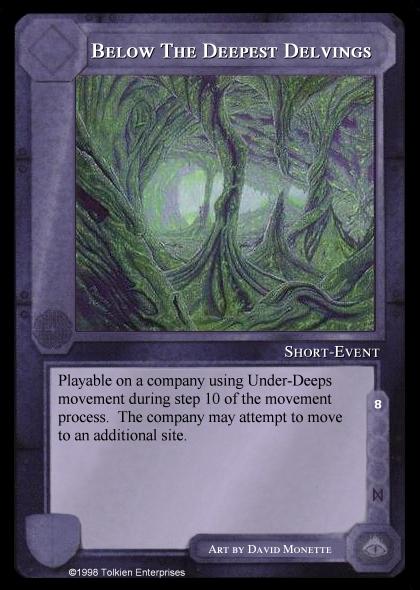 Below The Deepest Delvings
Short-Event
Playable on a company using Under-Deeps
movement during step 10 of the movement
process. The company may attempt to move
to an additional site.
8
Art by David Monette
©1998 Tolkien Enterprises